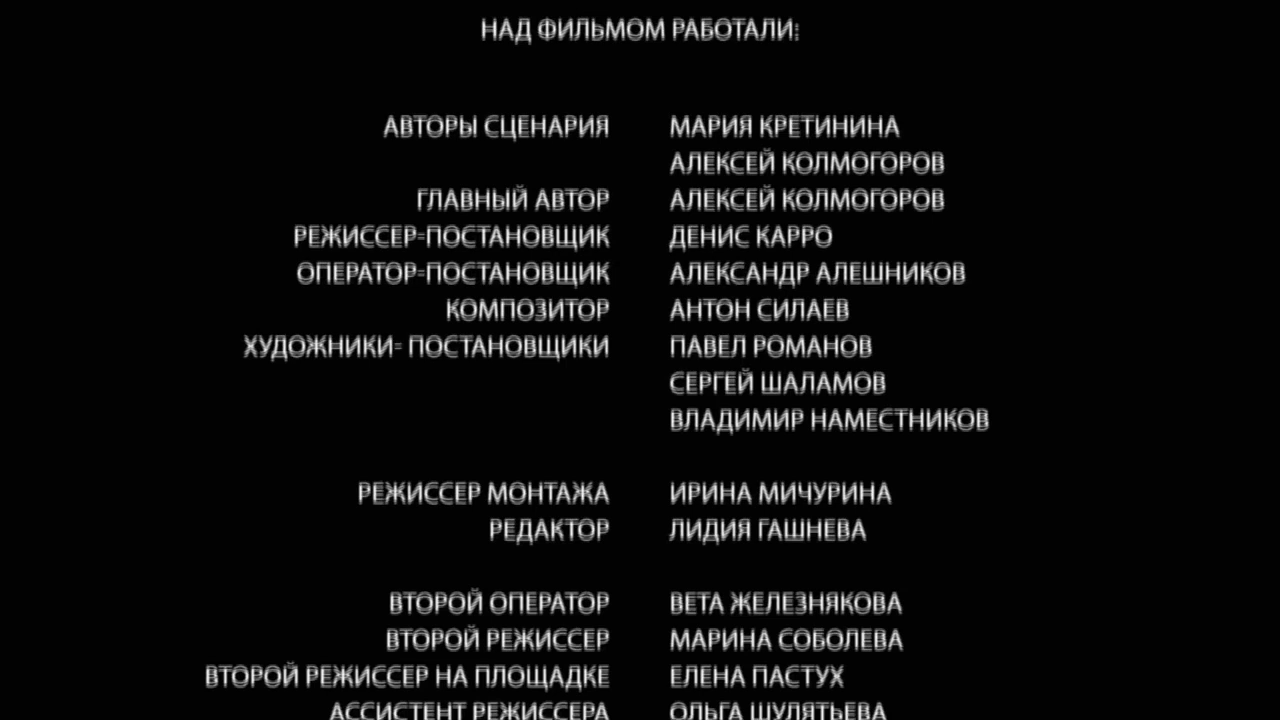 НАД ФИЛЬМОМ РАБОТАЛИ:
АВТОРЫ СЦЕНАРИЯ МАРИЯ КРЕТИНИНА
АЛЕКСЕЙ КОЛМОГОРОВ
ГЛАВНЫЙ АВТОР АЛЕКСЕЙ КОЛМОГОРОВ
РЕЖИССЕР-ПОСТАНОВЩИК ДЕНИС КАРРО
ОПЕРАТОР-ПОСТАНОВЩИК АЛЕКСАНДР АЛЕШНИКОВ
КОМПОЗИТОР АНТОН СИЛАЕВ
ХУДОЖНИКИ- ПОСТАНОВЩИКИ ПАВЕЛ РОМАНОВ
СЕРГЕЙ ШАЛАМОВ
ВЛАДИМИР НАМЕСТНИКОВ
РЕЖИССЕР МОНТАЖА ИРИНА МИЧУРИНА
РЕДАКТОР ЛИДИЯ ГАШНЕВА
ВТОРОЙ ОПЕРАТОР ВЕТА ЖЕЛЕЗНЯКОВА
ВТОРОЙ РЕЖИССЕР МАРИНА СОБОЛЕВА
ВТОРОЙ РЕЖИССЕР НА ПЛОЩАДКЕ ЕЛЕНА ПАСТУХ
АССИСТЕНТ РЕЖИССЕРА ОЛЬГА ШУЛЯТЬЕВА